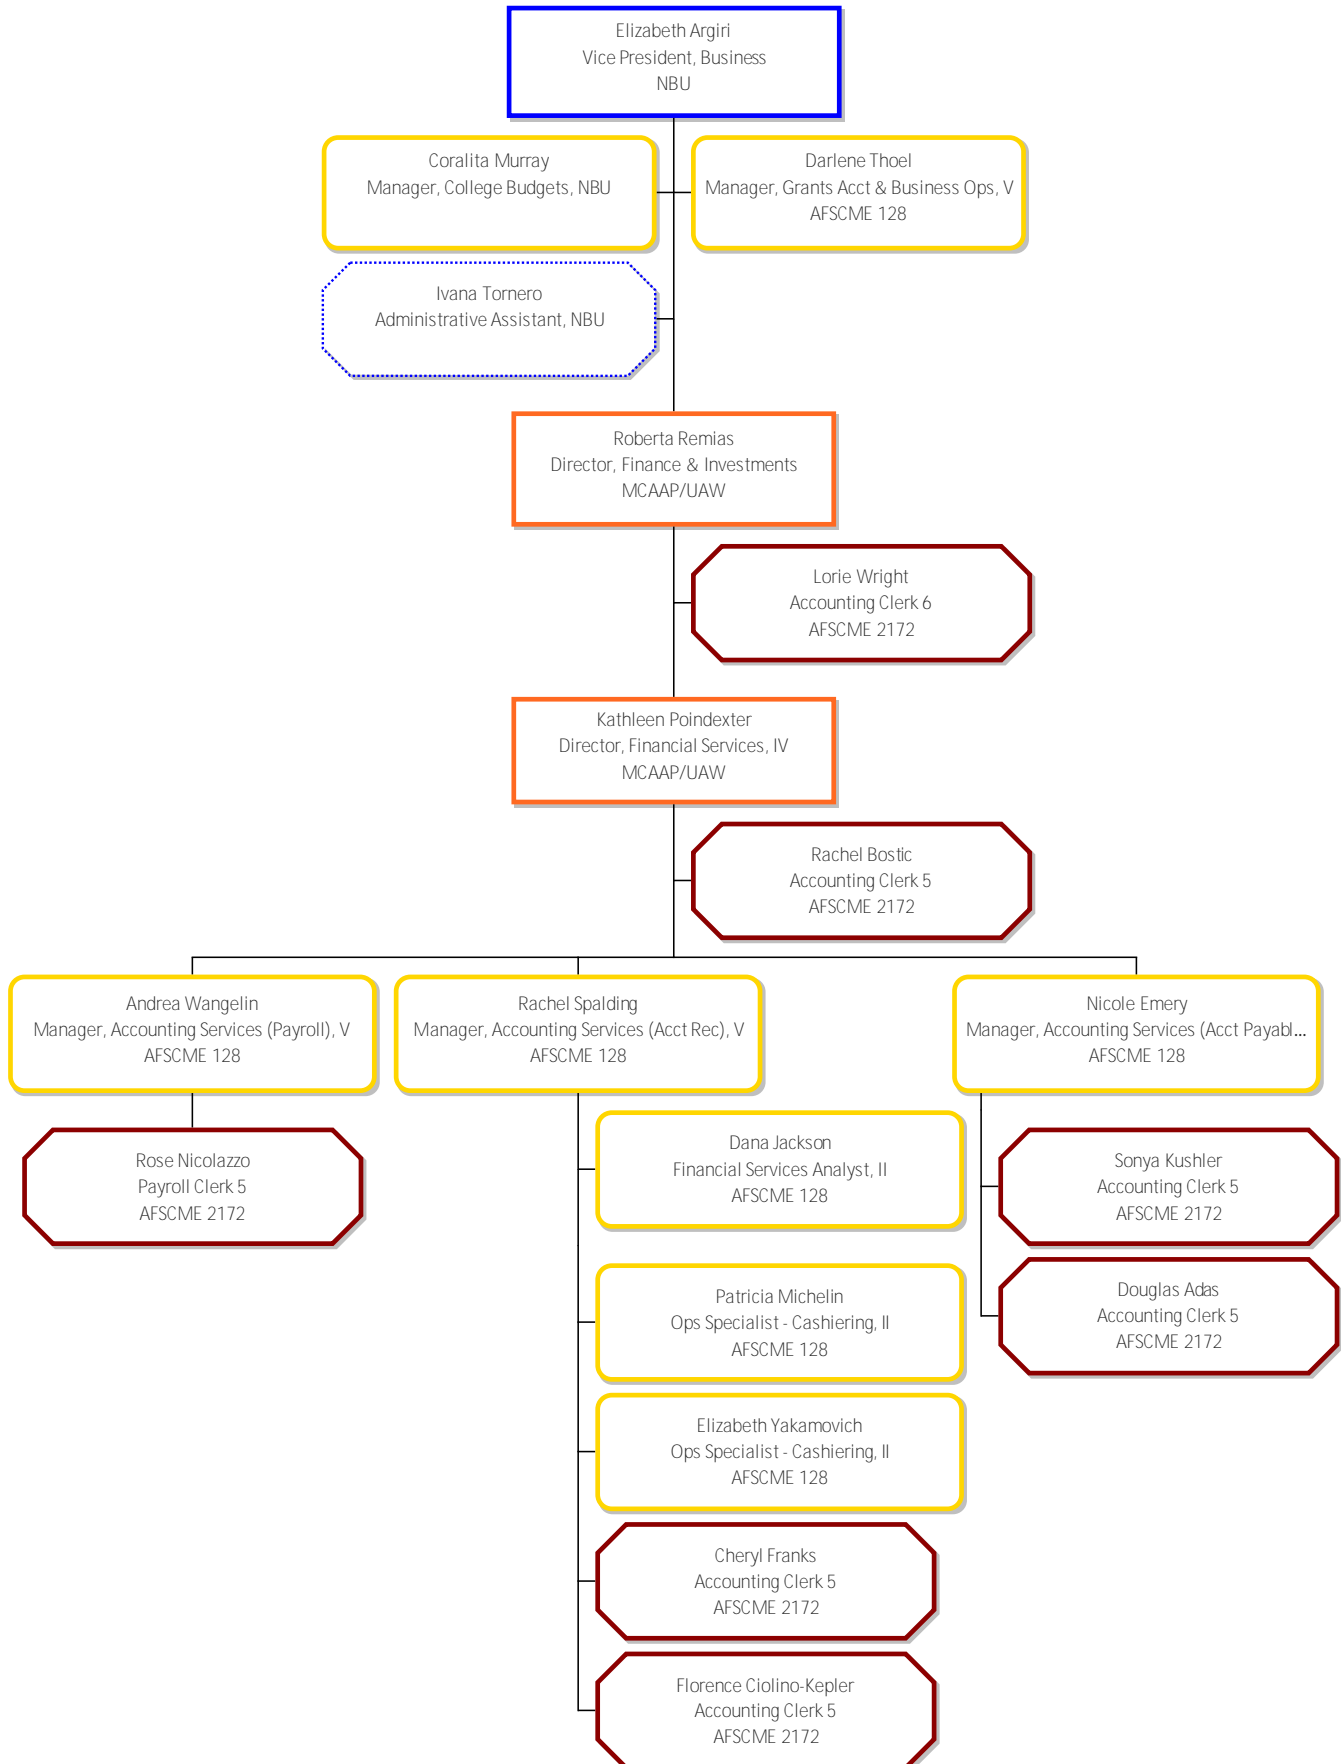 Elizabeth Argiri
Vice President, Business
NBU
Coralita Murray
Manager, College Budgets, NBU
Darlene Thoel
Manager, Grants Acct & Business Ops, V
AFSCME 128
Ivana Tornero
Administrative Assistant, NBU
Roberta Remias
Director, Finance & Investments
MCAAP/UAW
Lorie Wright
Accounting Clerk 6
AFSCME 2172
Kathleen Poindexter
Director, Financial Services, IV
MCAAP/UAW
Rachel Bostic
Accounting Clerk 5
AFSCME 2172
Andrea Wangelin
Manager, Accounting Services (Payroll), V
AFSCME 128
Rachel Spalding
Manager, Accounting Services (Acct Rec), V
AFSCME 128
Nicole Emery
Manager, Accounting Services (Acct Payabl...
AFSCME 128
Rose Nicolazzo
Payroll Clerk 5
AFSCME 2172
Dana Jackson
Financial Services Analyst, II
AFSCME 128
Sonya Kushler
Accounting Clerk 5
AFSCME 2172
Patricia Michelin
Ops Specialist - Cashiering, II
AFSCME 128
Douglas Adas
Accounting Clerk 5
AFSCME 2172
Elizabeth Yakamovich
Ops Specialist - Cashiering, II
AFSCME 128
Cheryl Franks
Accounting Clerk 5
AFSCME 2172
Florence Ciolino-Kepler
Accounting Clerk 5
AFSCME 2172